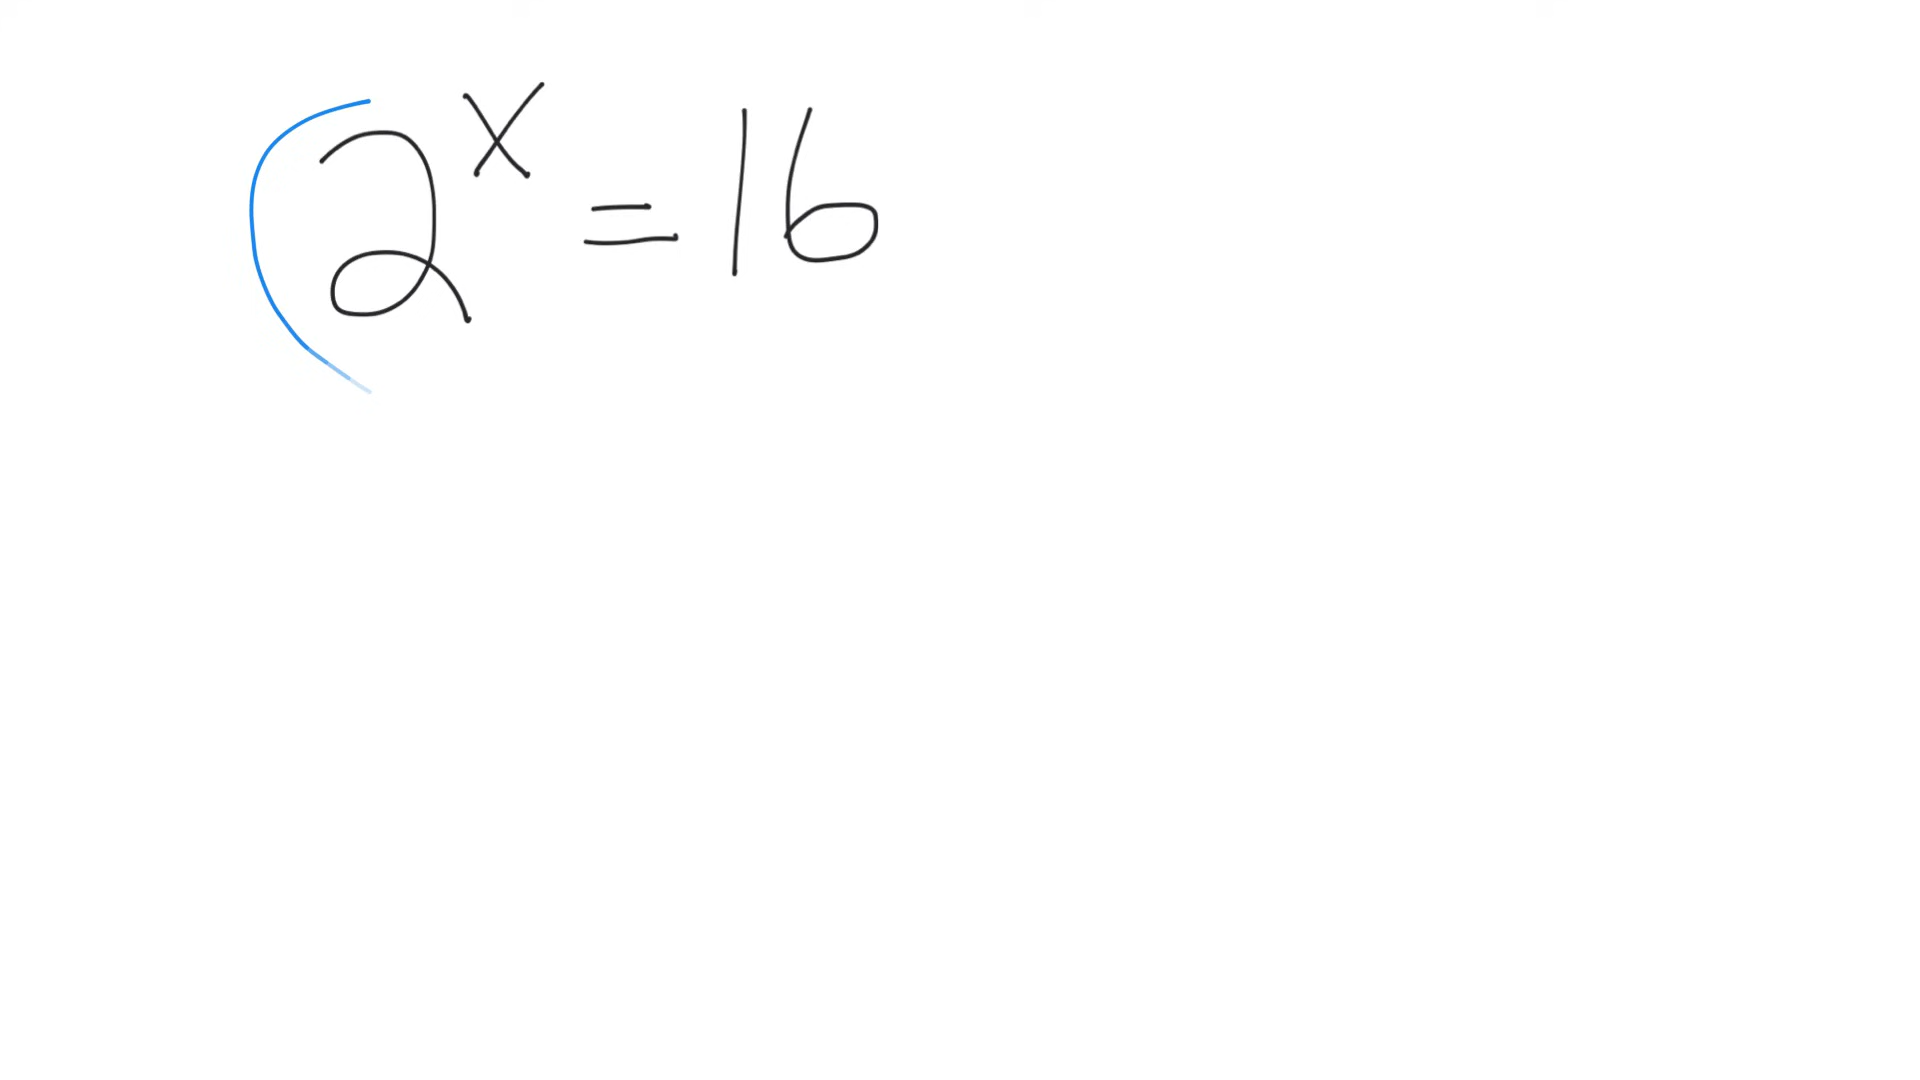 2^x = 16